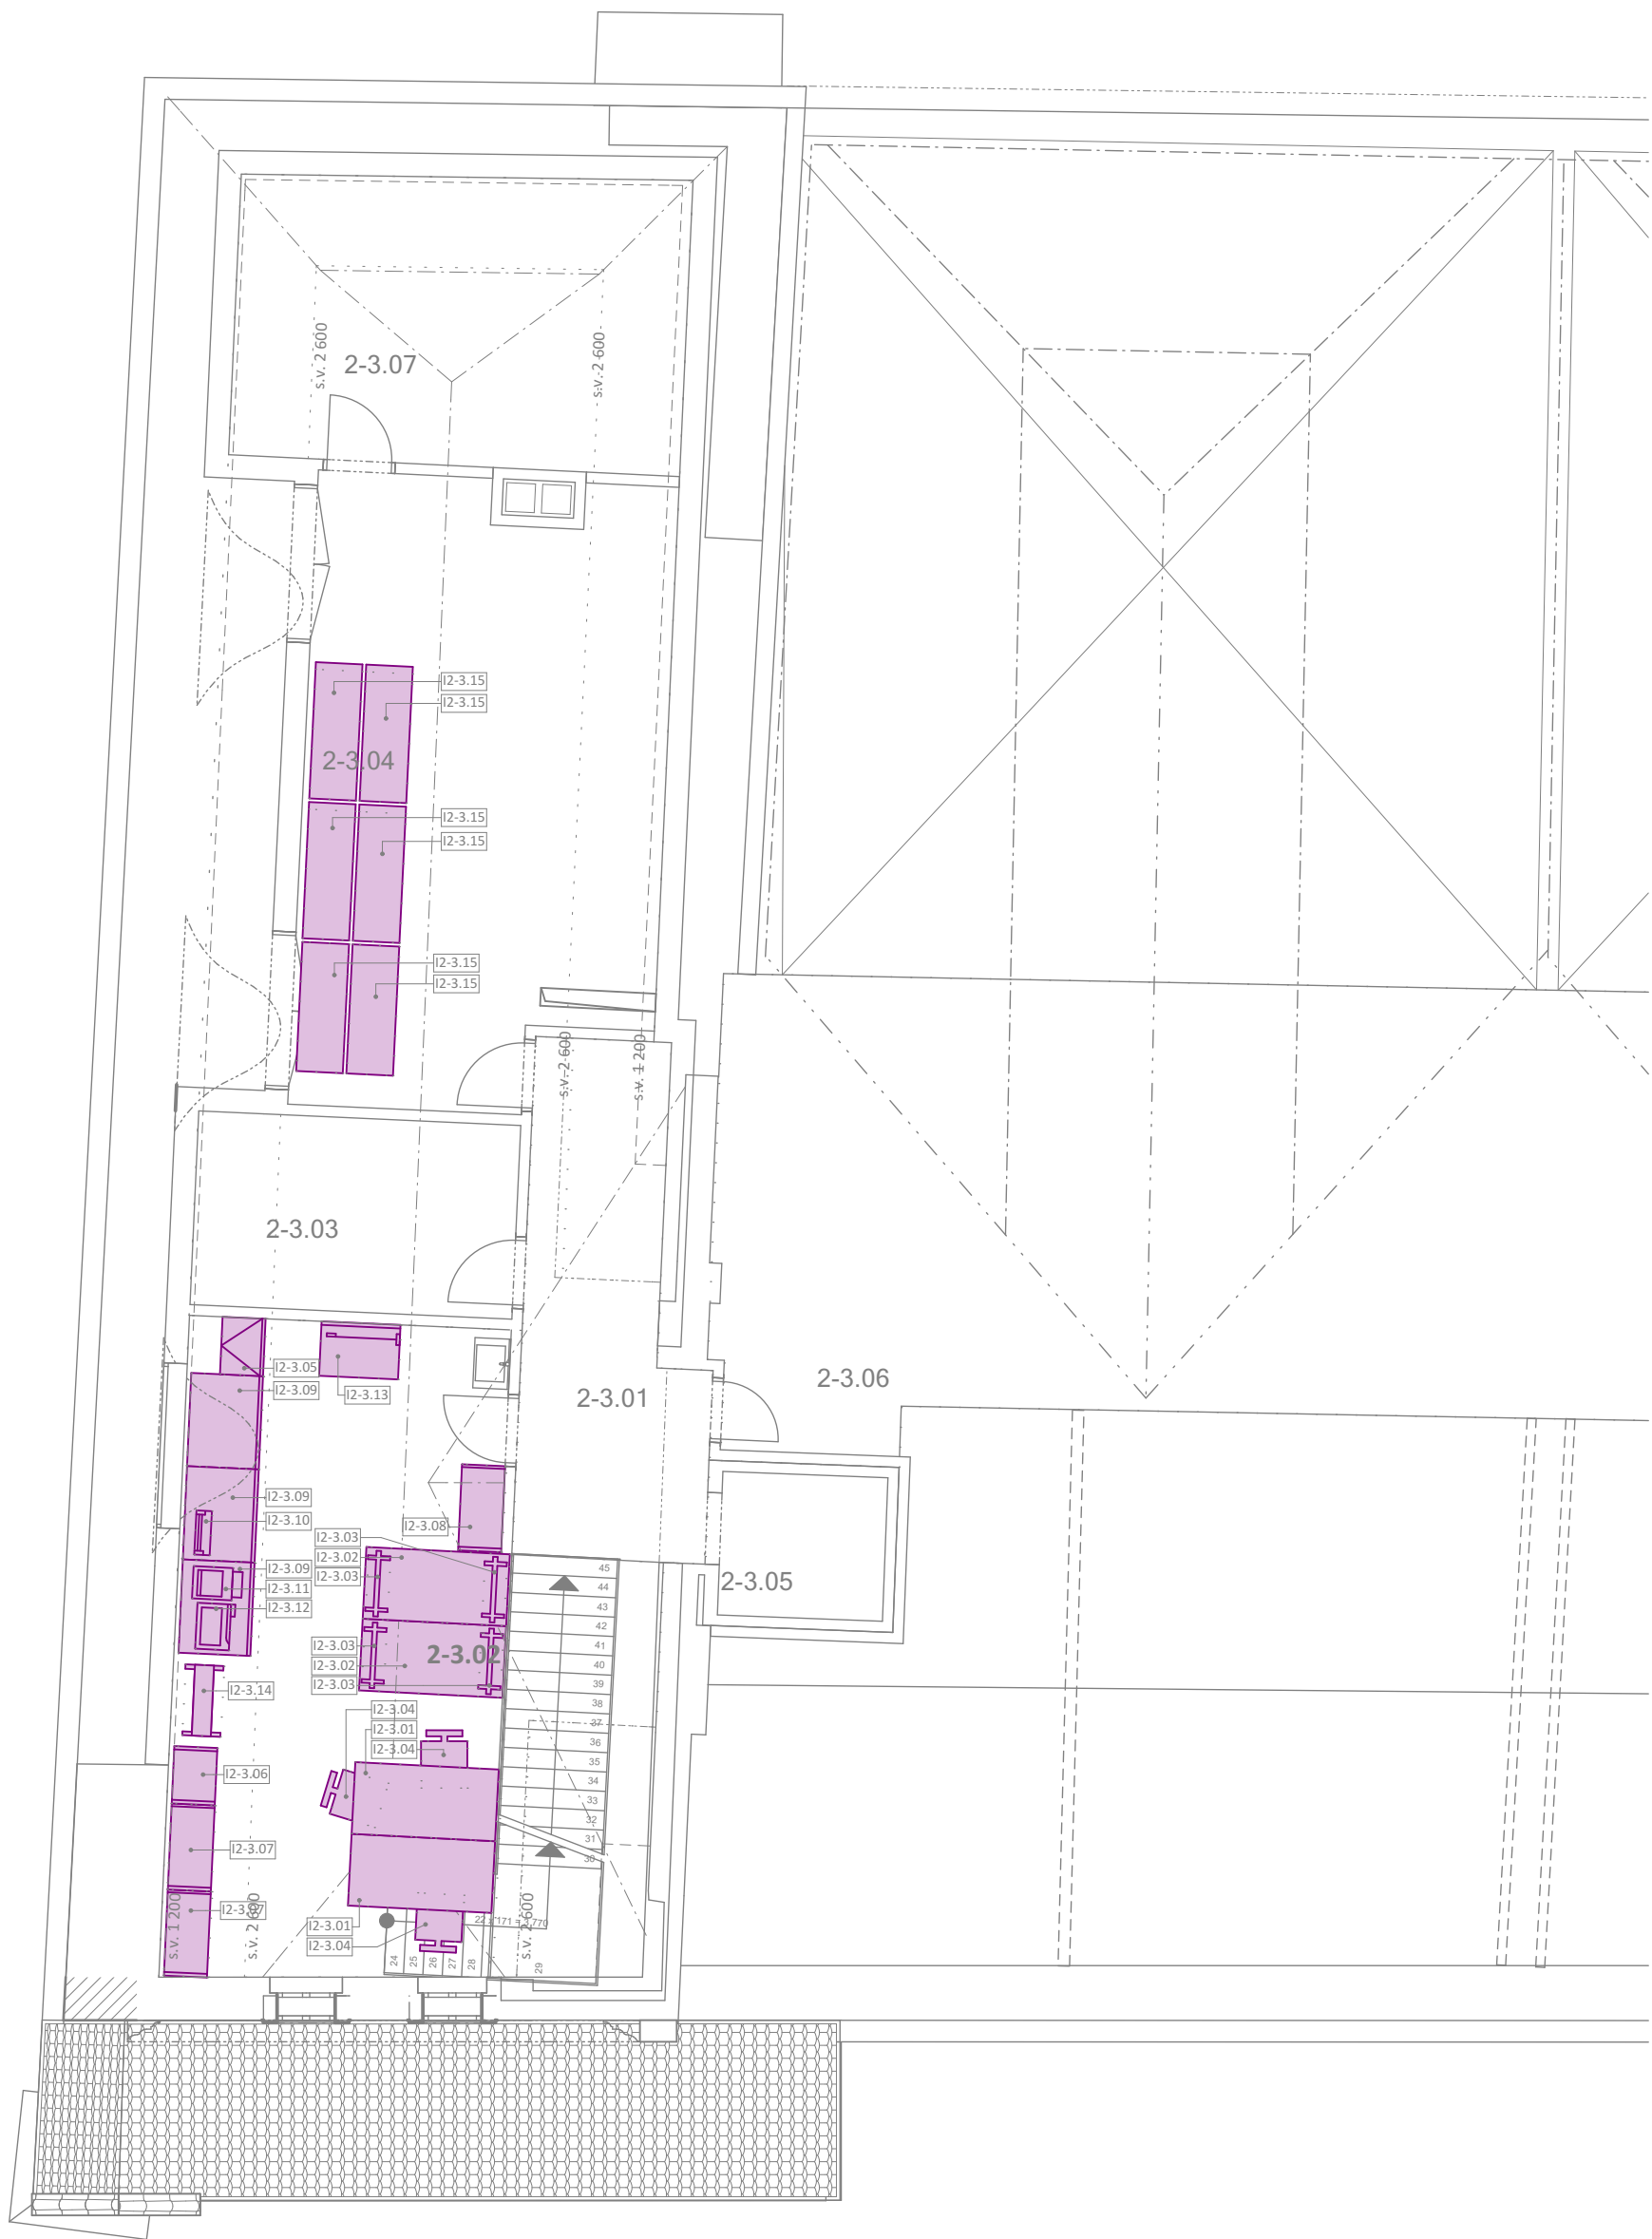 s.v. 2 600
s.v. 2 600
2-3.07
I2-3.15
I2-3.15
2-3.04
I2-3.15
I2-3.15
I2-3.15
I2-3.15
s.v. 2 600
s.v. 1 200
2-3.03
I2-3.05
I2-3.09
I2-3.13
2-3.01
2-3.06
I2-3.09
I2-3.10
I2-3.08
I2-3.03
I2-3.02
I2-3.03
I2-3.09
I2-3.11
I2-3.12
2-3.05
I2-3.03
I2-3.02
I2-3.03
2-3.02
I2-3.14
I2-3.04
I2-3.01
I2-3.04
I2-3.06
I2-3.07
I2-3.07
I2-3.01
I2-3.04
45
44
43
42
41
40
39
38
37
36
35
34
33
32
31
30
s.v. 1 200
s.v. 2 600
s.v. 2 600
22 x 171 = 3 770
24
25
26
27
28
29